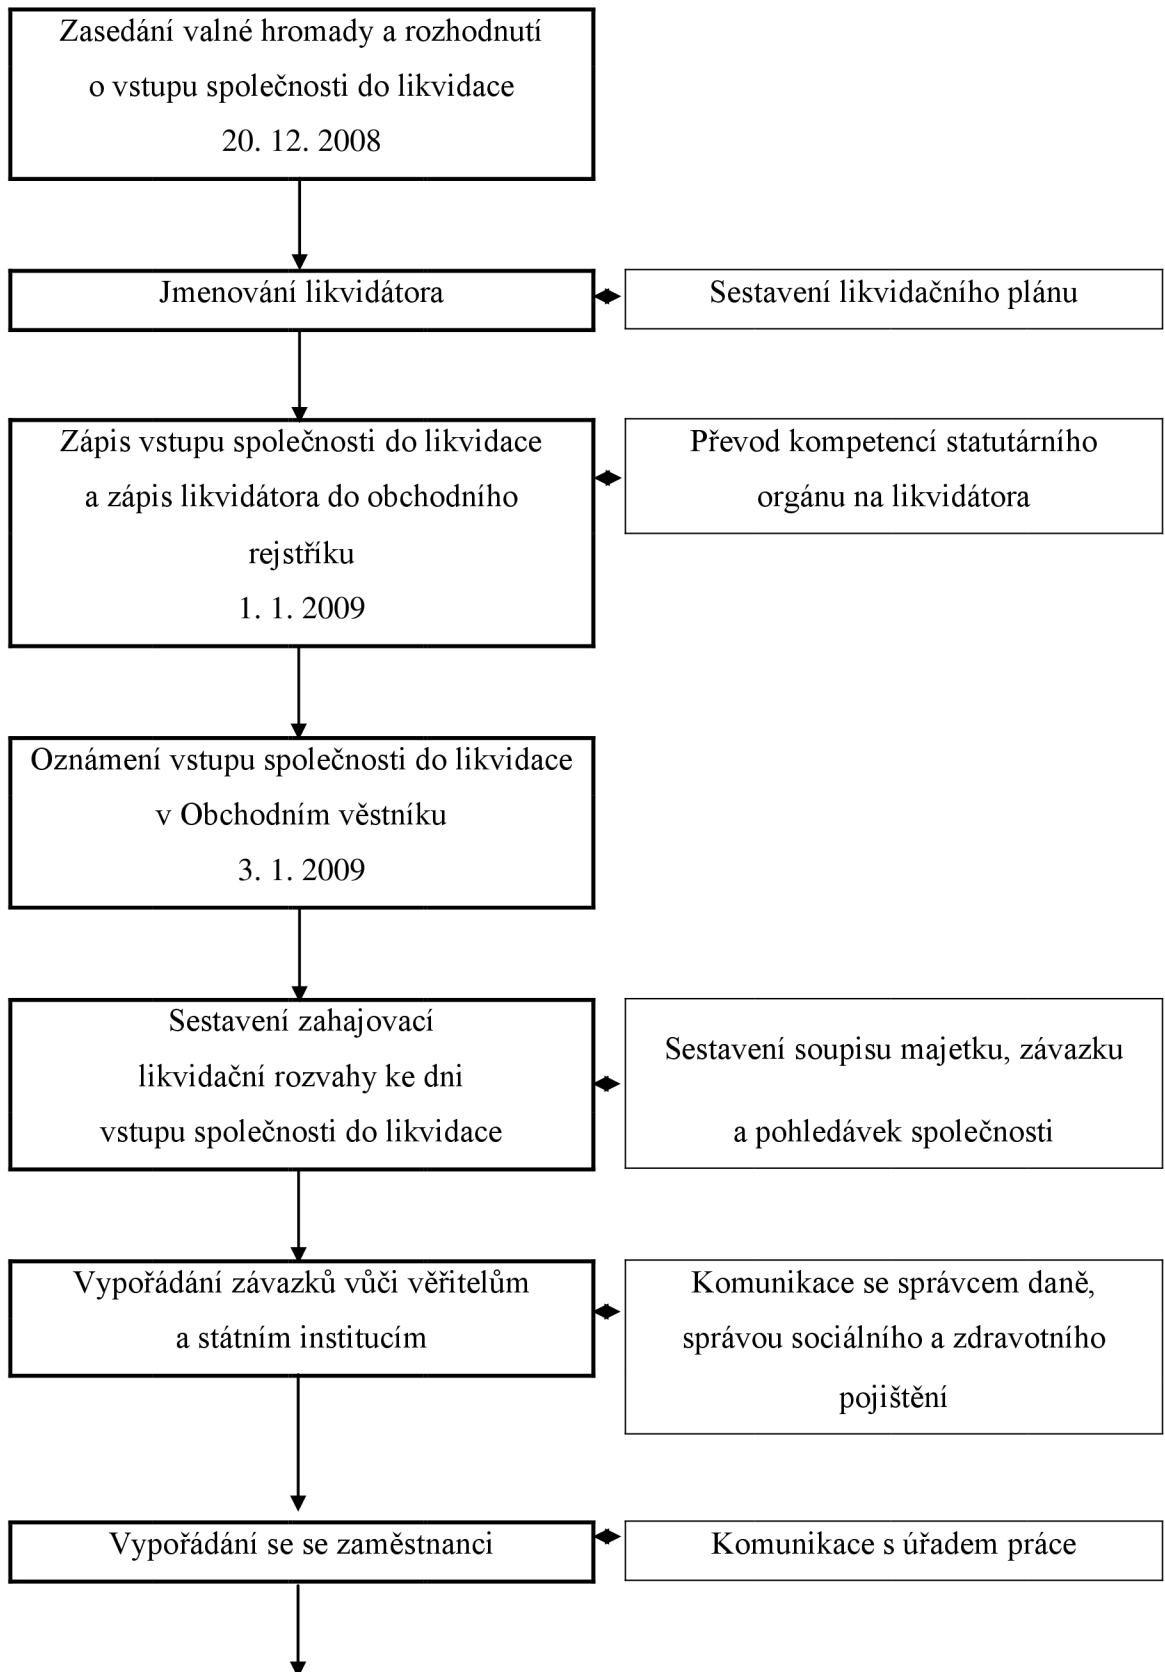 Zasedání valné hromady a rozhodnutí
o vstupu společnosti do likvidace
20. 12. 2008
Jmenování likvidátora
Sestavení likvidačního plánu
Zápis vstupu společnosti do likvidace
a zápis likvidátora do obchodního
rejstříku
1. 1. 2009
Převod kompetencí statutárního
orgánu na likvidátora
Oznámení vstupu společnosti do likvidace
v Obchodním věstníku
3. 1. 2009
Sestavení zahajovací
likvidační rozvahy ke dni
vstupu společnosti do likvidace
Sestavení soupisu majetku, závazku
a pohledávek společnosti
Vypořádání závazků vůči věřitelům
a státním institucím
Komunikace se správcem daně,
správou sociálního a zdravotního
pojištění
Vypořádání se se zaměstnanci
Komunikace s úřadem práce